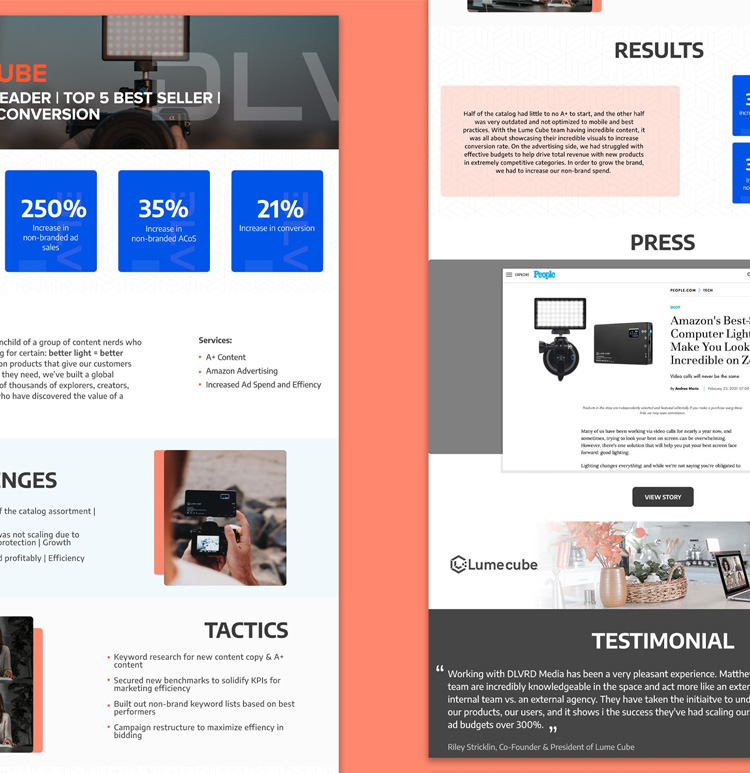 UBE
EADER | TOP 5 BEST SELLER |
CONVERSION
DLV
250%
Increase in
non-branded ad
sales
35%
Increase in
non-branded ACoS
21%
Increase in conversion
nchild of a group of content nerds who
g for certain: better light = better
on products that give our customers
they need, we've built a global
of thousands of explorers, creators,
ho have discovered the value of a
Services:
• A+ Content
• Amazon Advertising
• Increased Ad Spend and Effiency
ENGES
f the catalog assortment |
was not scaling due to
protection | Growth
d profitably | Efficiency
TACTICS
• Keyword research for new content copy & A+
content
• Secured new benchmarks to solidify KPIs for
marketing efficiency
• Built out non-brand keyword lists based on best
performers
• Campaign restructure to maximize effiency in
bidding
RESULTS
Half of the catalog had little to no A+ to start, and the other half
was very outdated and not optimized to mobile and best
practices. With the Lume Cube team having incredible content, it
was all about showcasing their incredible visuals to increase
conversion rate. On the advertising side, we had struggled with
effective budgets to help drive total revenue with new products
in extremely competitive categories. In order to grow the brand,
we had to increase our non-brand spend.
PRESS
EXPLORE
People
PEOPLE.COM > TECH
SHOP
Amazon's Best-
Computer Ligh
Make You Look
Incredible on Z
Video calls will never be the same
By Andrea Maria | February 23, 2021 07:00
Products in this story are independently selected and featured editorially. If you make a purchase using these
links we may earn commission.
Many of us have been working via video calls for nearly a year now, and
sometimes, trying to look your best on screen can be overwhelming.
However, there's one solution that will help you put your best screen face
forward: good lighting.
Lighting changes everything; and while we're not saying you're obligated to
VIEW STORY
Lume cube
TESTIMONIAL
“ Working with DLVRD Media has been a very pleasant experience. Matthew
team are incredibly knowledgeable in the space and act more like an exter
internal team vs. an external agency. They have taken the initiaitve to und
our products, our users, and it shows i the success they've had scaling our
ad budgets over 300%. ”
Riley Stricklin, Co-Founder & President of Lume Cube